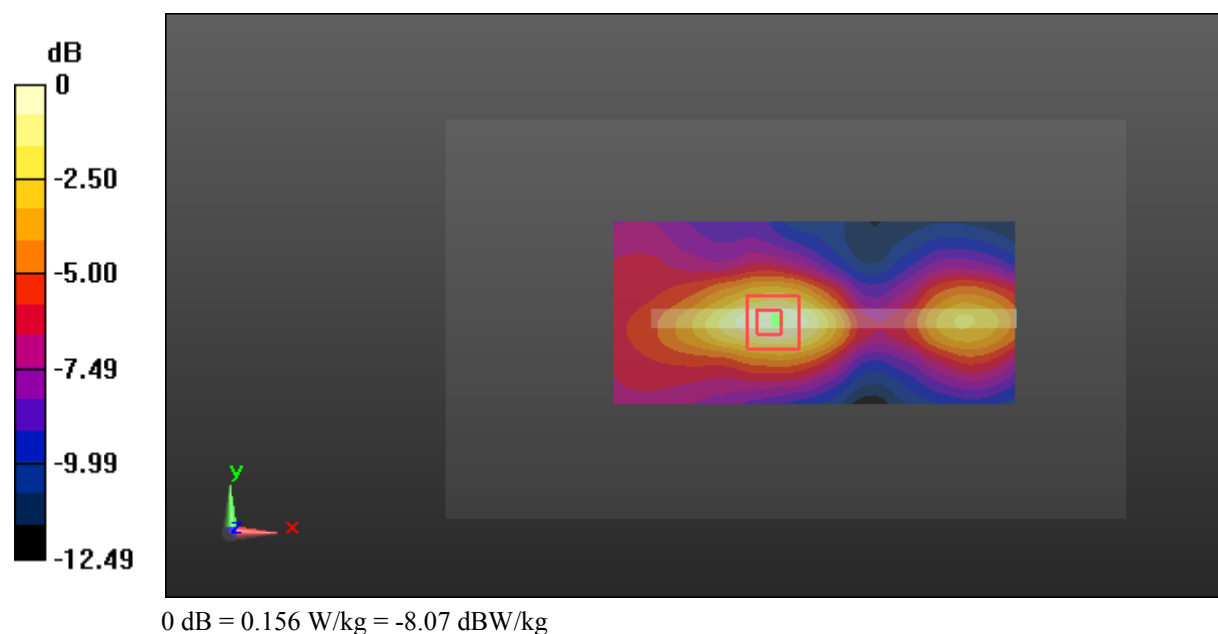 dB
0
-2.50
-5.00
-7.49
-9.99
-12.49
y
z
x
0 dB = 0.156 W/kg = -8.07 dBW/kg